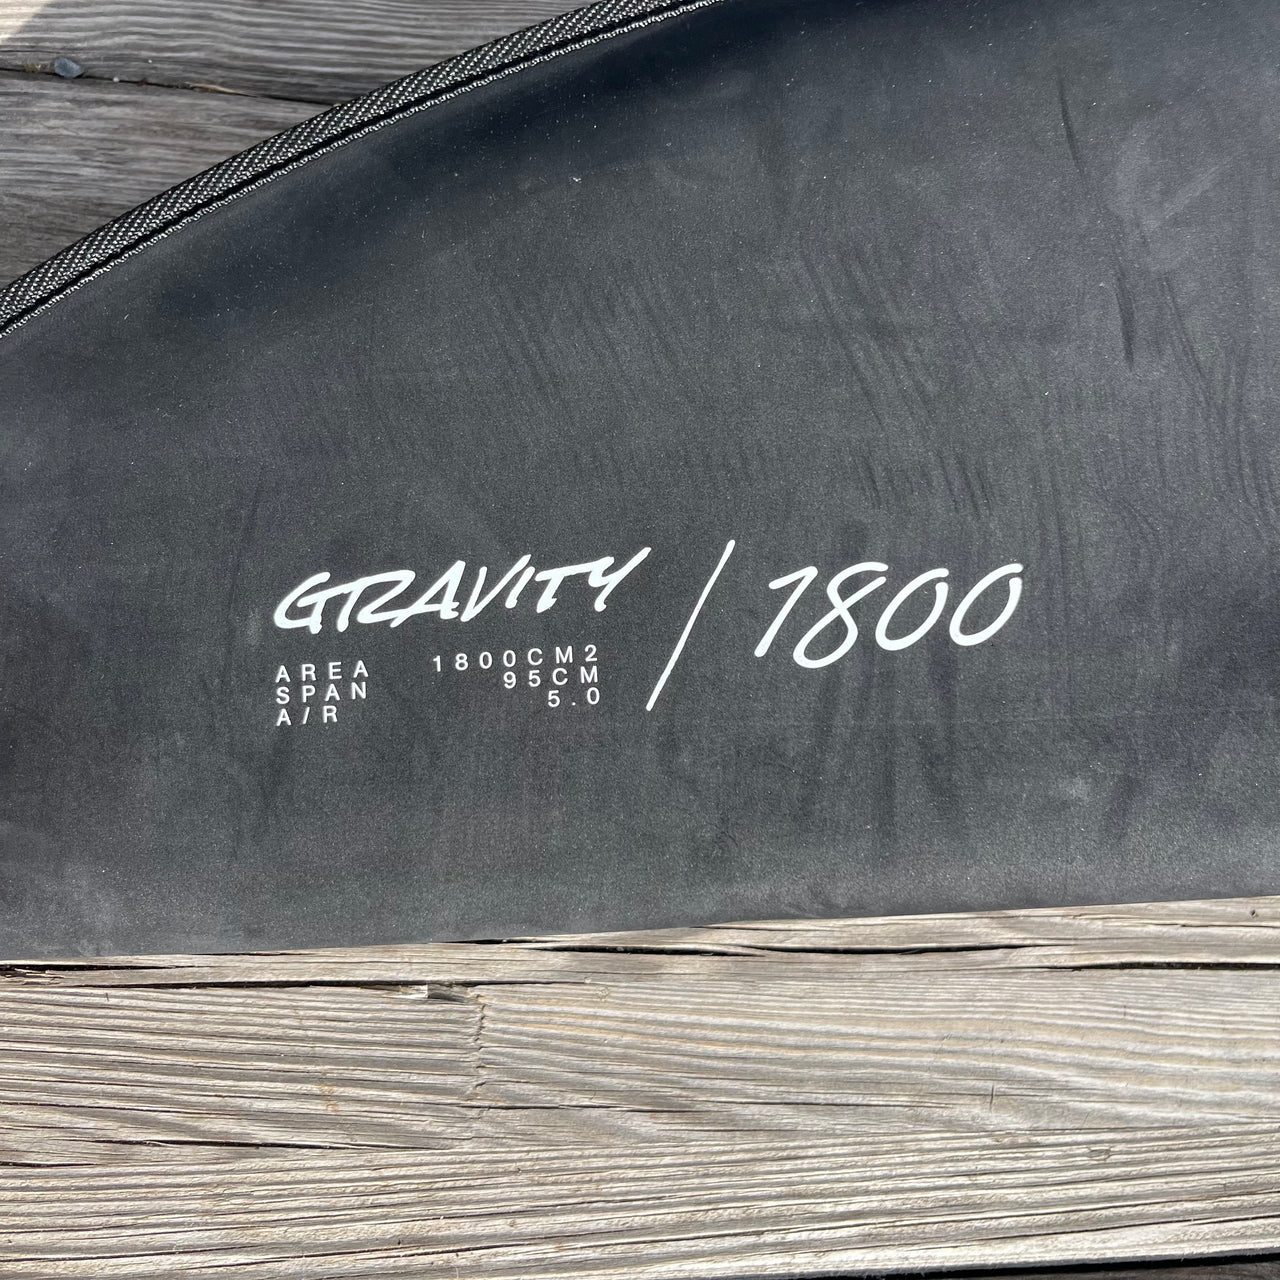 GRAVITY / 1800
AREA 1800CM2
SPAN 95CM
A/R 5.0